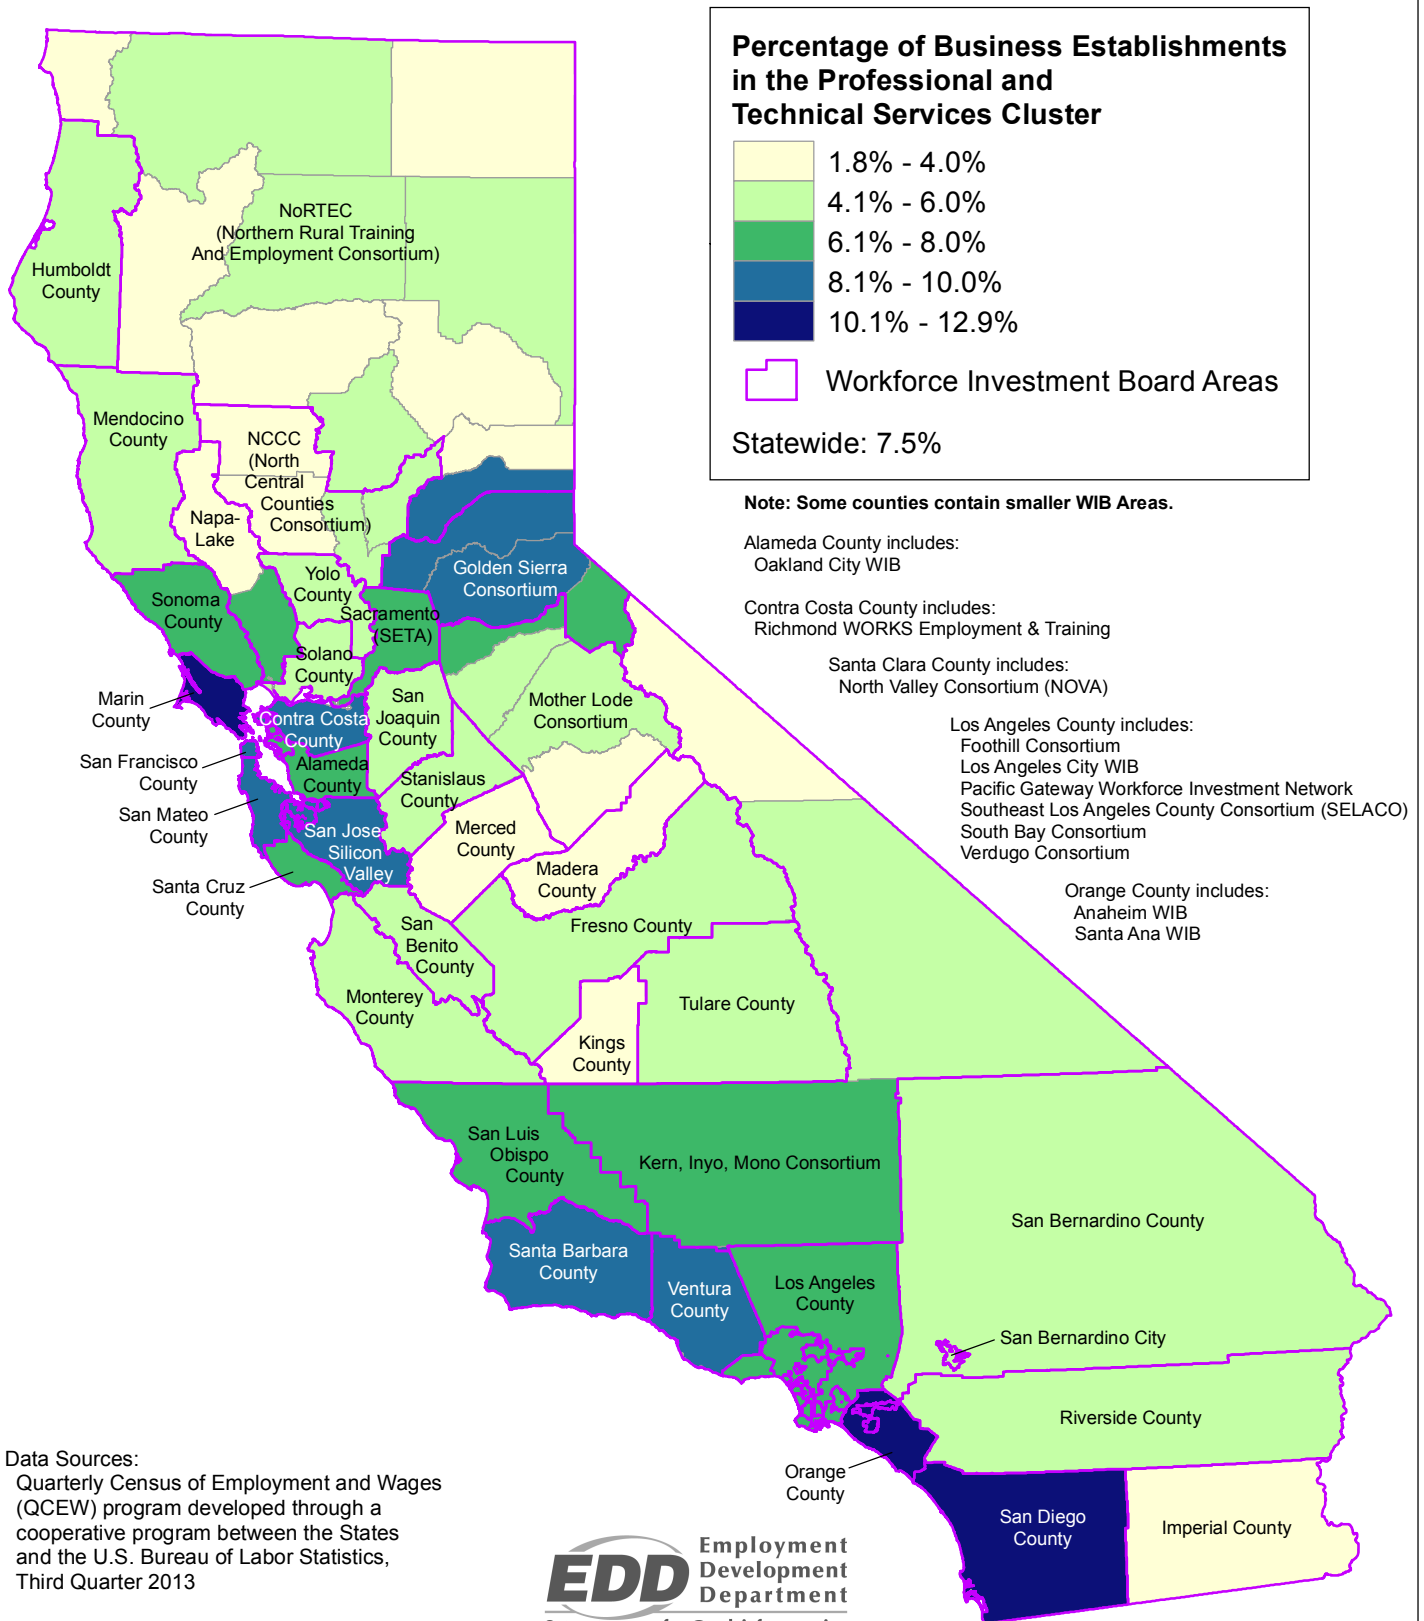 Percentage of Business Establishments
in the Professional and
Technical Services Cluster
1.8% - 4.0%
4.1% - 6.0%
6.1% - 8.0%
8.1% - 10.0%
10.1% - 12.9%
Workforce Investment Board Areas
Statewide: 7.5%
Note: Some counties contain smaller WIB Areas.
Alameda County includes:
Oakland City WIB
Contra Costa County includes:
Richmond WORKS Employment & Training
Santa Clara County includes:
North Valley Consortium (NOVA)
Los Angeles County includes:
Foothill Consortium
Los Angeles City WIB
Pacific Gateway Workforce Investment Network
Southeast Los Angeles County Consortium (SELACO)
South Bay Consortium
Verdugo Consortium
Orange County includes:
Anaheim WIB
Santa Ana WIB
NoRTEC
(Northern Rural Training
And Employment Consortium)
Humboldt
County
Mendocino
County
NCCC
(North
Central
Counties
Consortium)
Napa-
Lake
Golden Sierra
Consortium
Yolo
County
Sonoma
County
Sacramento
(SETA)
Solano
County
Marin
County
Contra Costa
County
San
Joaquin
County
Mother Lode
Consortium
San Francisco
County
Alameda
County
Stanislaus
County
San Mateo
County
San Jose
Silicon
Valley
Merced
County
Madera
County
Santa Cruz
County
San
Benito
County
Fresno County
Monterey
County
Tulare County
Kings
County
San Luis
Obispo
County
Kern, Inyo, Mono Consortium
San Bernardino County
Santa Barbara
County
Ventura
County
Los Angeles
County
San Bernardino City
Riverside County
Orange
County
San Diego
County
Imperial County
Data Sources:
Quarterly Census of Employment and Wages
(QCEW) program developed through a
cooperative program between the States
and the U.S. Bureau of Labor Statistics,
Third Quarter 2013
EDD
Employment
Development
Department